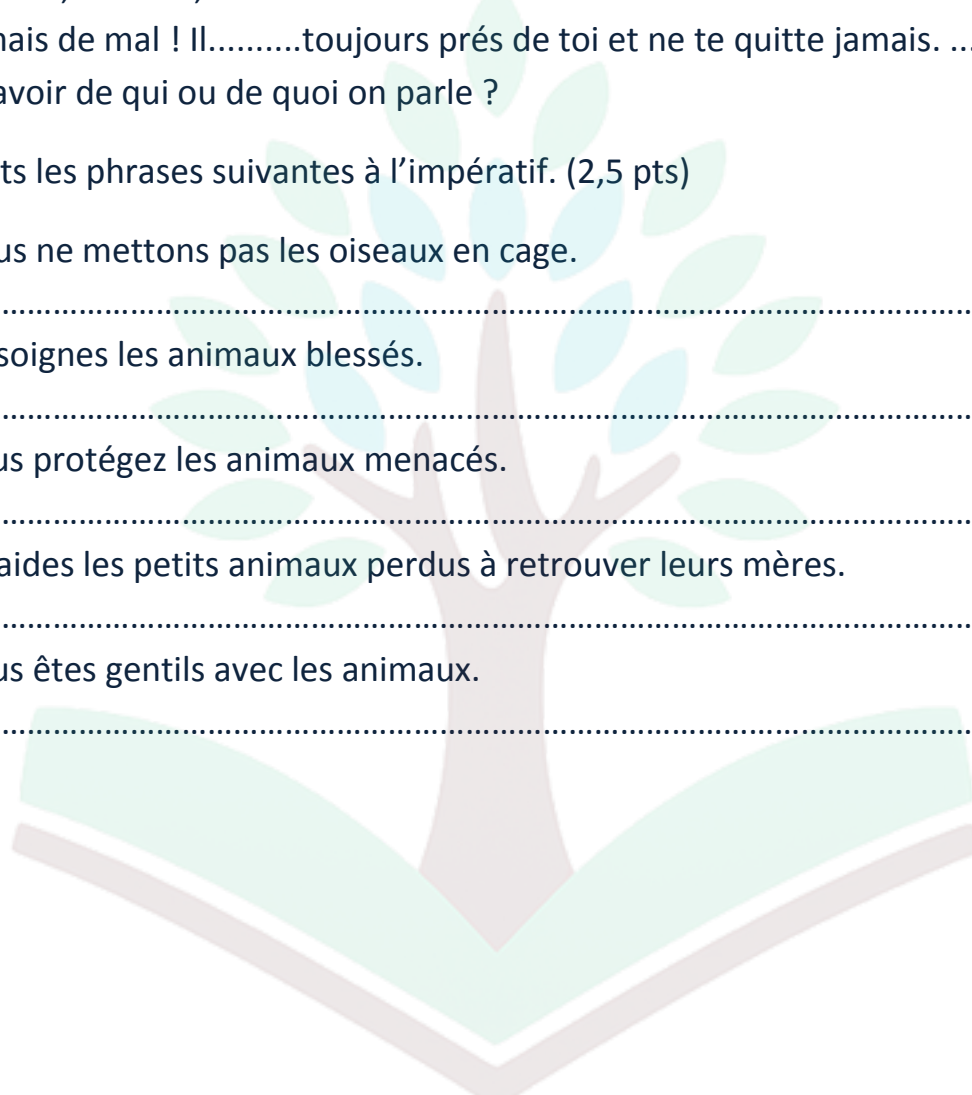 mais de mal ! Il..........toujours prés de toi et ne te quitte jamais. ...
avoir de qui ou de quoi on parle ?
ts les phrases suivantes à l’impératif. (2,5 pts)
us ne mettons pas les oiseaux en cage.
soignes les animaux blessés.
us protégez les animaux menacés.
aides les petits animaux perdus à retrouver leurs mères.
us êtes gentils avec les animaux.